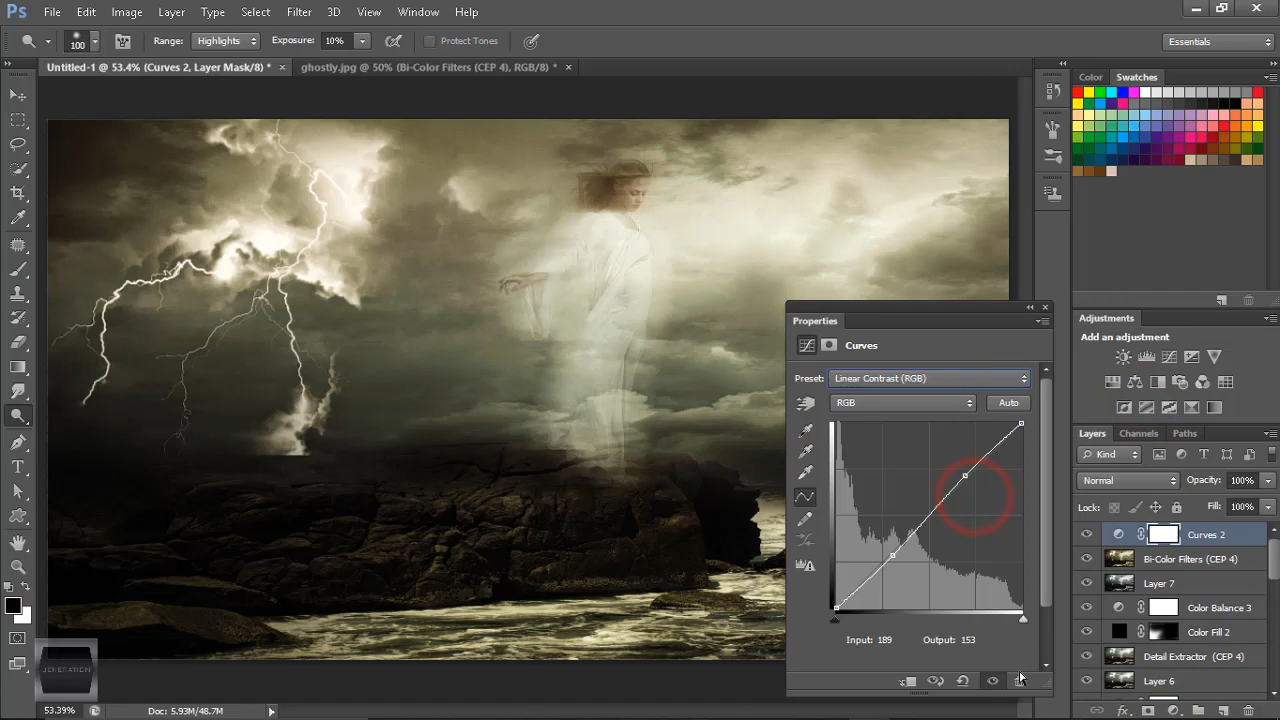 Ps File Edit Image Layer Type Select Filter 3D View Window Help
100 Range: Highlights Exposure: 10% Protect Tones Essentials
Untitled-1 @ 53.4% (Curves 2, Layer Mask/8) * × ghostly.jpg @ 50% (Bi-Color Filters (CEP 4), RGB/8) * ×
Color Swatches
Properties
Curves
Preset: Linear Contrast (RGB)
RGB Auto
Input: 189 Output: 153
Adjustments
Add an adjustment
Layers Channels Paths
Kind
Normal Opacity: 100%
Lock: Fill: 100%
Curves 2
Bi-Color Filters (CEP 4)
Layer 7
Color Balance 3
Color Fill 2
Detail Extractor (CEP 4)
Layer 6
JENERATION
53.39% Doc: 5.93M/48.7M